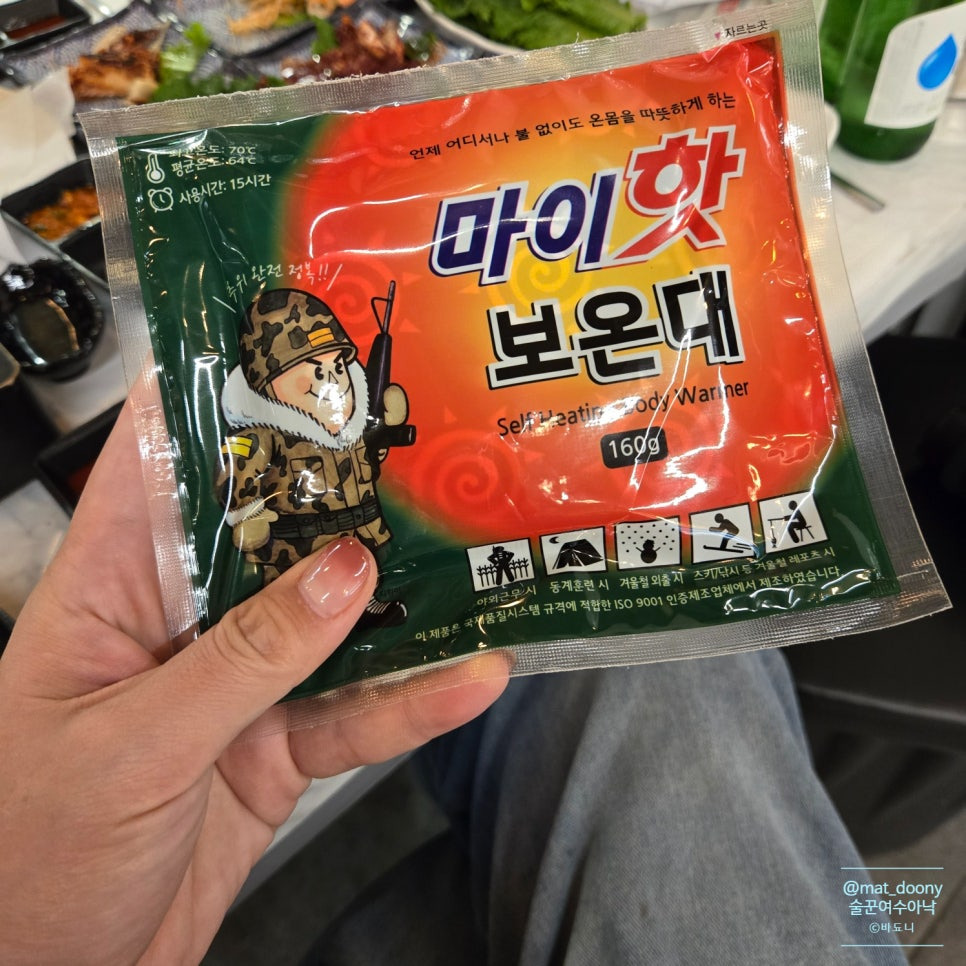 ♥자르는곳
언제 어디서나 불 없이도 온몸을 따뜻하게 하는
최고온도: 70℃
평균온도: 54℃
사용시간: 15시간
마이핫
추위 완전 정복!!
보온대
Self Heating Body Warmer
160g
야외근무 시 동계훈련 시 겨울철 외출 시 스키/낚시 등 겨울철 레포츠 시
이 제품은 국제품질시스템 규격에 적합한 ISO 9001 인증제조업체에서 제조하였습니다
@mat_doony
술꾼여수아낙
©바됴니